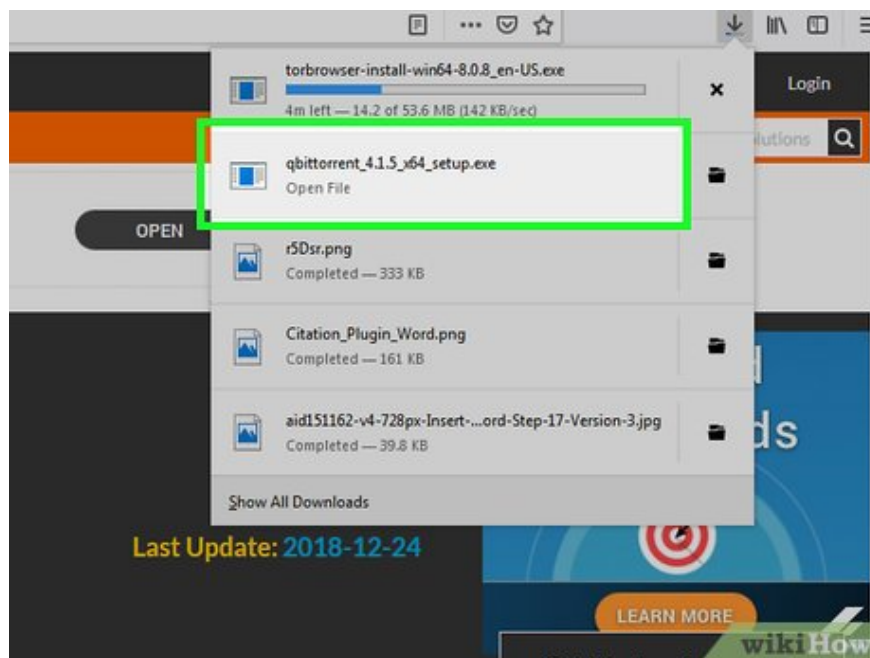 torbrowser-install-win64-8.0.8_en-US.exe
4m left — 14.2 of 53.6 MB (142 KB/sec)
Login
qbittorrent_4.1.5_x64_setup.exe
Open File
OPEN
r5Dsr.png
Completed — 333 KB
Citation_Plugin_Word.png
Completed — 161 KB
aid151162-v4-728px-Insert-...ord-Step-17-Version-3.jpg
Completed — 39.8 KB
Show All Downloads
Last Update: 2018-12-24
LEARN MORE
wikiHow